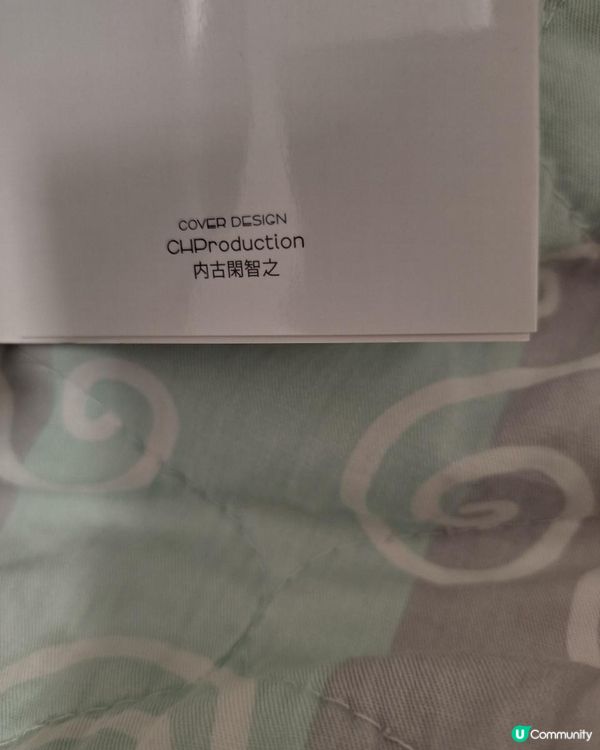 COVER DESIGN
CHProduction
内古閑智之
U Community